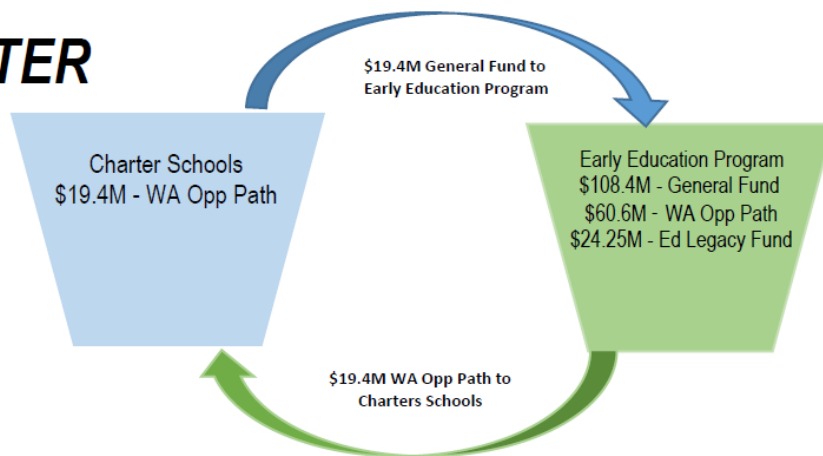 TER
$19.4M General Fund to
Early Education Program
Charter Schools
$19.4M - WA Opp Path
Early Education Program
$108.4M - General Fund
$60.6M - WA Opp Path
$24.25M - Ed Legacy Fund
$19.4M WA Opp Path to
Charters Schools